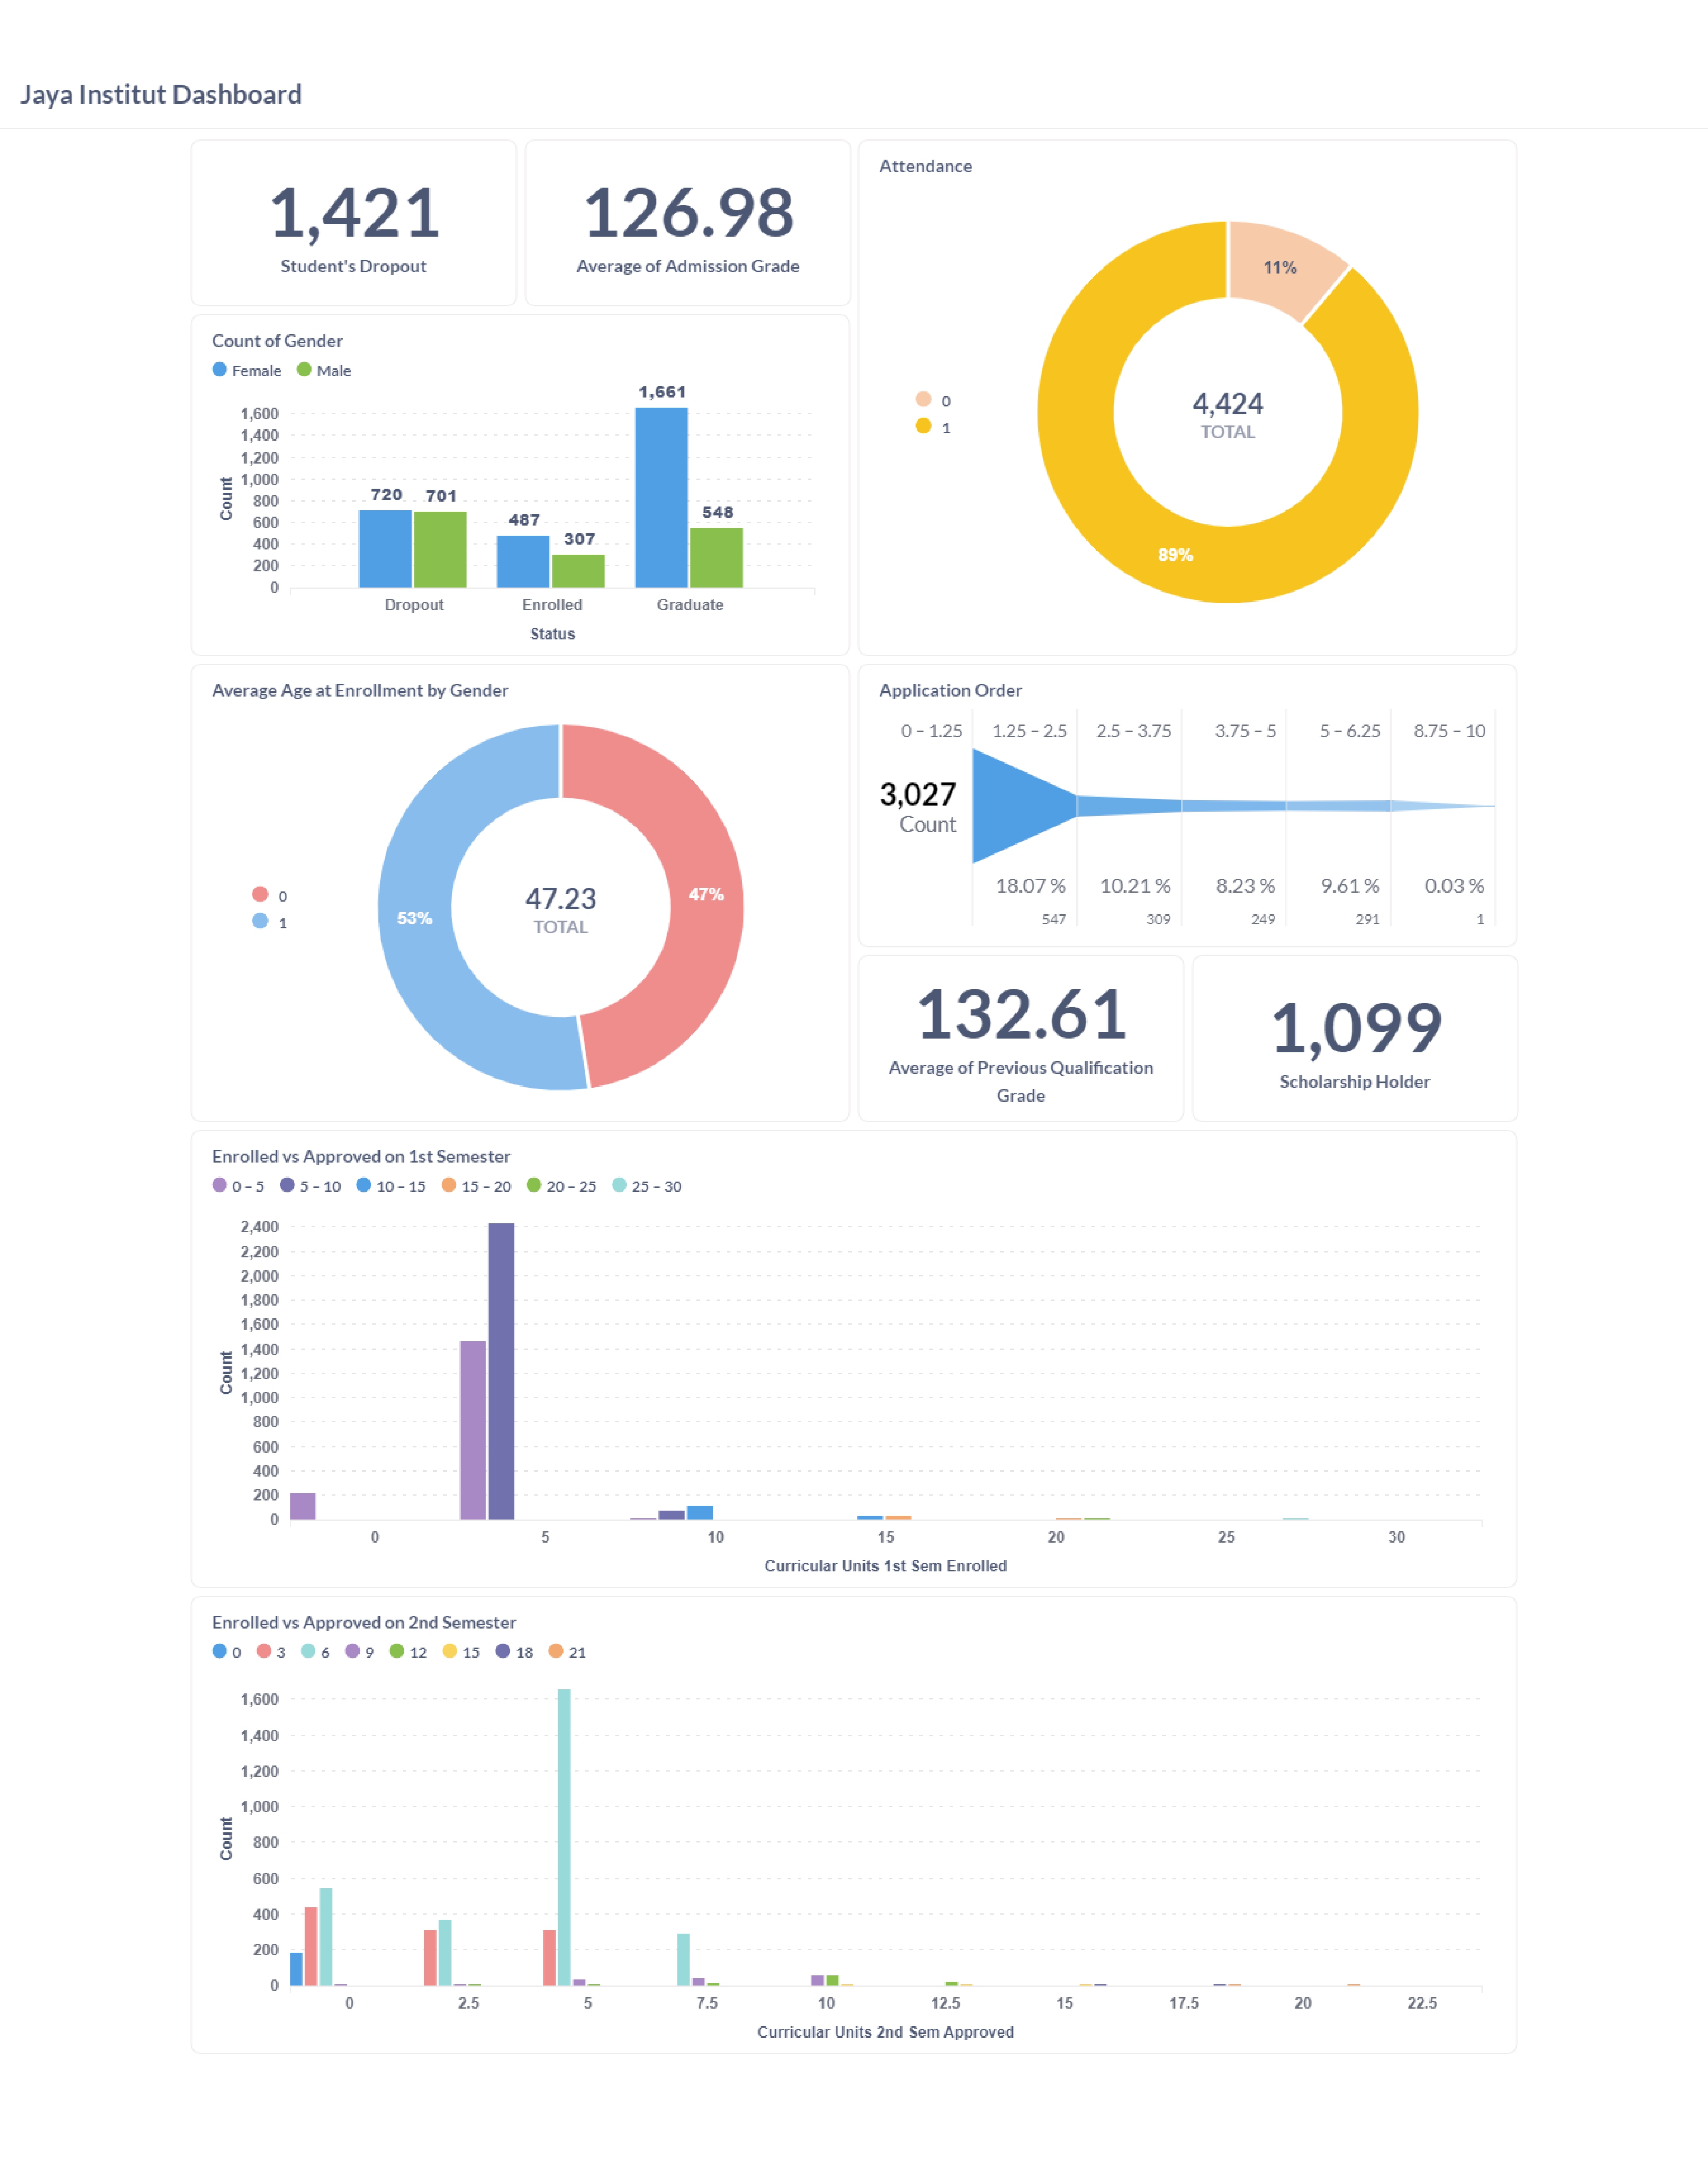 Jaya Institut Dashboard
1,421
Student's Dropout
126.98
Average of Admission Grade
Attendance
11%
0
1
4,424
TOTAL
89%
Count of Gender
Female Male
1,661
1,600
1,400
1,200
1,000
800
600
400
200
0
Count
720 701
487
307
548
Dropout Enrolled Graduate
Status
Average Age at Enrollment by Gender
0
1
47%
53%
47.23
TOTAL
Application Order
0 – 1.25 1.25 – 2.5 2.5 – 3.75 3.75 – 5 5 – 6.25 8.75 – 10
3,027
Count
18.07 % 10.21 % 8.23 % 9.61 % 0.03 %
547 309 249 291 1
132.61
Average of Previous Qualification
Grade
1,099
Scholarship Holder
Enrolled vs Approved on 1st Semester
0 – 5 5 – 10 10 – 15 15 – 20 20 – 25 25 – 30
2,400
2,200
2,000
1,800
1,600
1,400
1,200
1,000
800
600
400
200
0
Count
0 5 10 15 20 25 30
Curricular Units 1st Sem Enrolled
Enrolled vs Approved on 2nd Semester
0 3 6 9 12 15 18 21
1,600
1,400
1,200
1,000
800
600
400
200
0
Count
0 2.5 5 7.5 10 12.5 15 17.5 20 22.5
Curricular Units 2nd Sem Approved